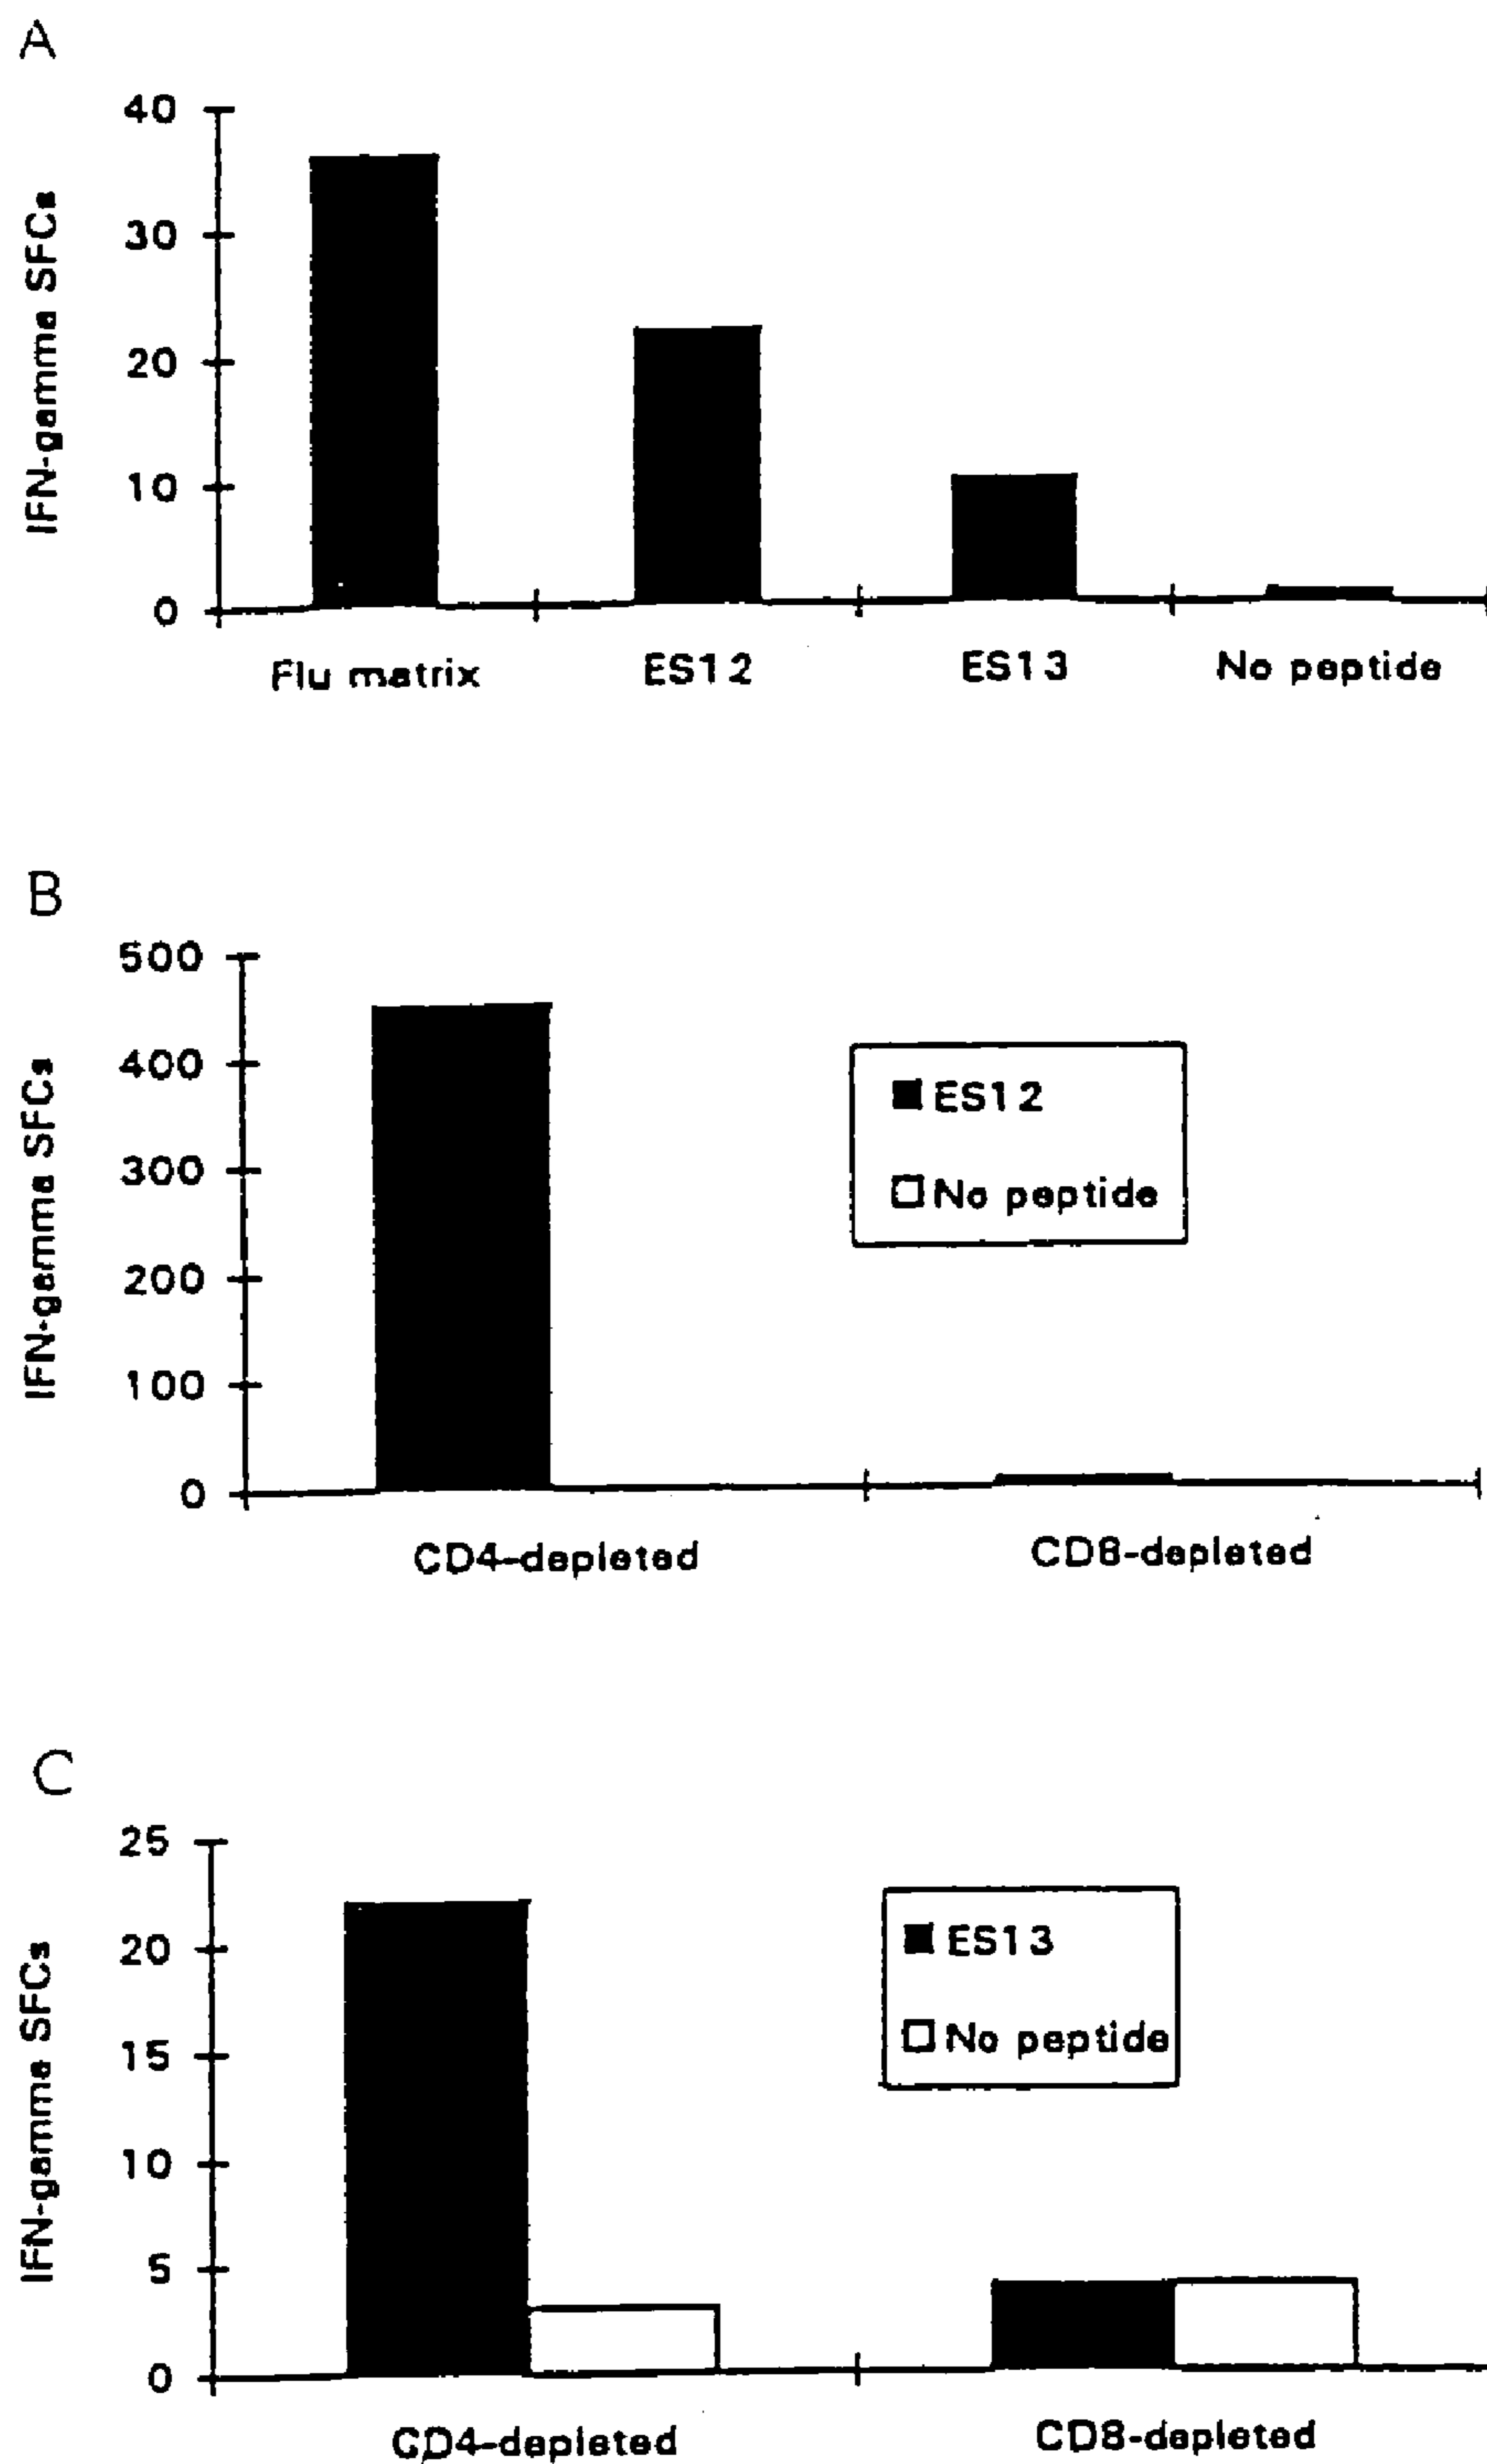 A
40
30
20
10
0
IFN-gamma SFCs
Flu matrix
ES12
ES13
No peptide
B
500
400
300
200
100
0
IFN-gamma SFCs
ES12
No peptide
CD4-depleted
CD8-depleted
C
25
20
15
10
5
0
IFN-gamma SFCs
ES13
No peptide
CD4-depleted
CD8-depleted